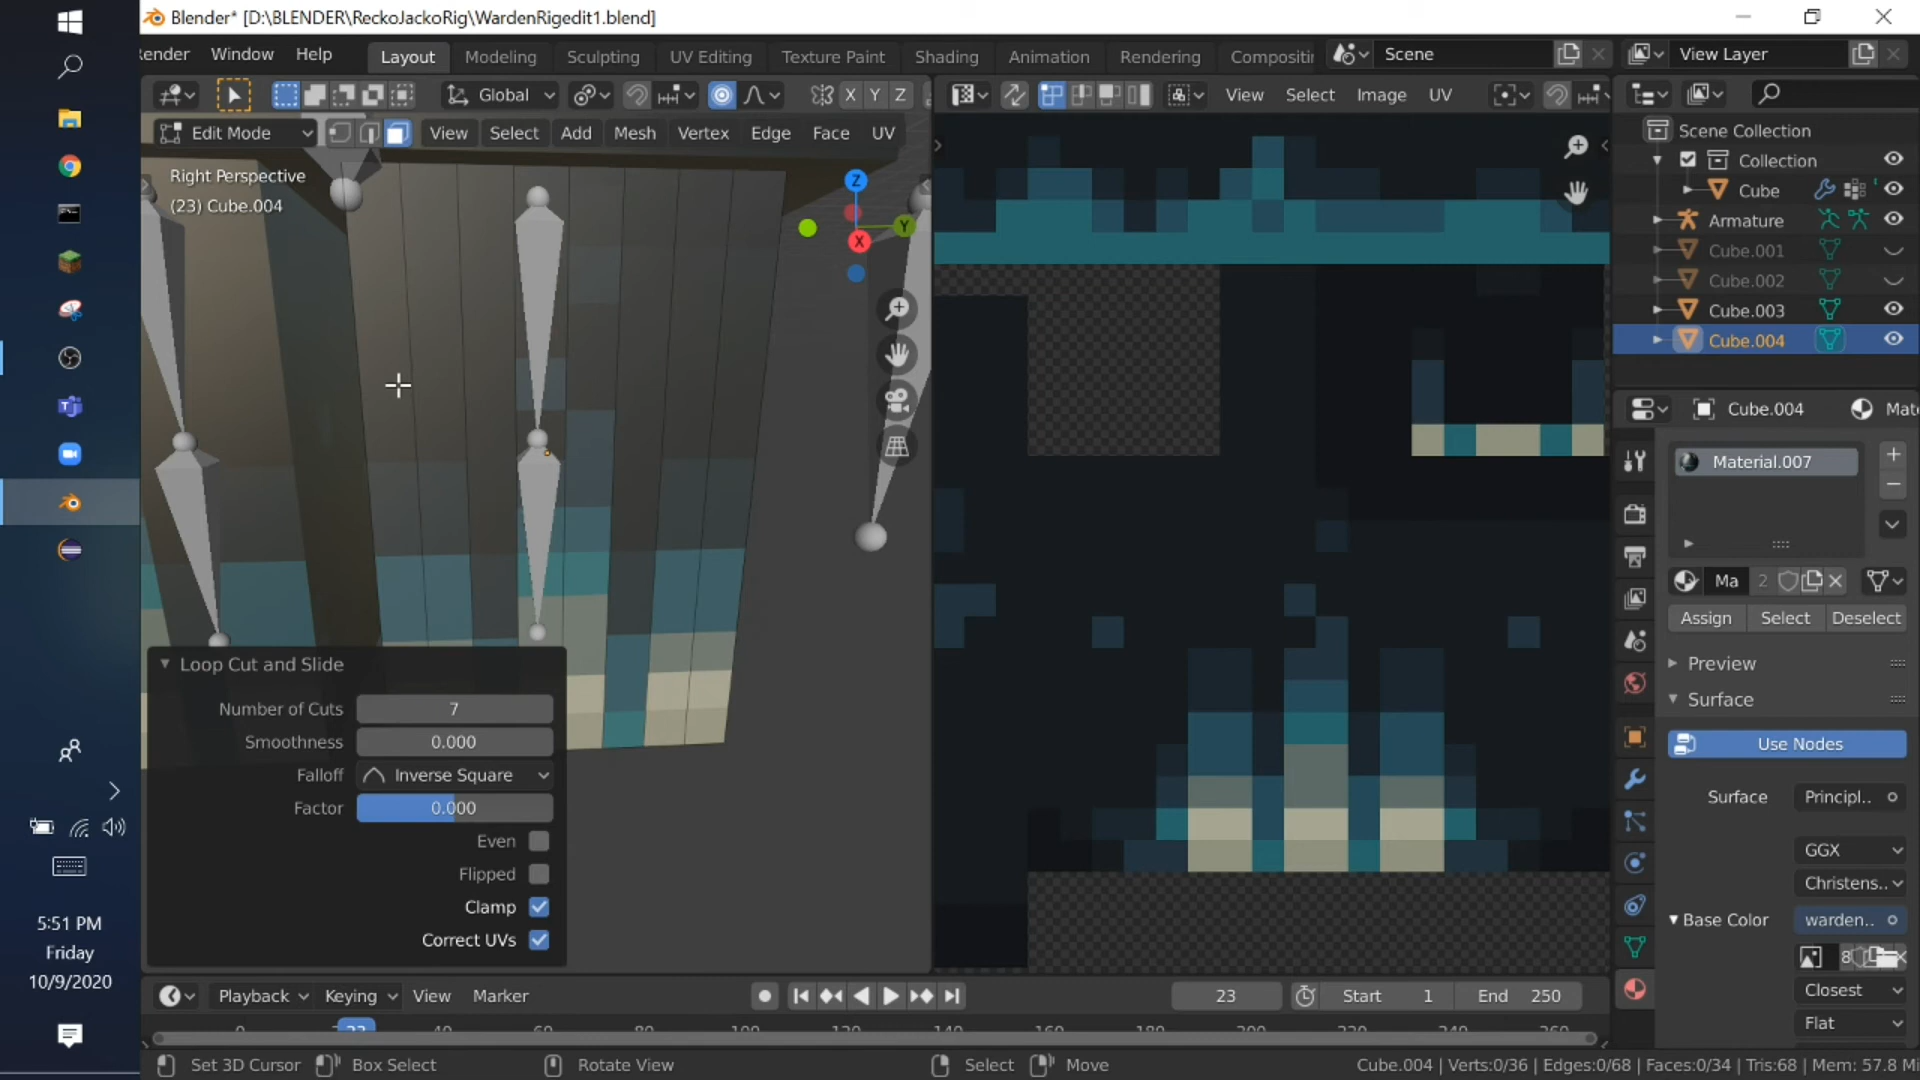 Blender* [D:\BLENDER\ReckoJackoRig\WardenRigedit1.blend]
Render Window Help Layout Modeling Sculpting UV Editing Texture Paint Shading Animation Rendering Scene View Layer
Global View Select Image UV
X Y Z
Edit Mode View Select Add Mesh Vertex Edge Face UV
Right Perspective
(23) Cube.004
Z
Y
X
Scene Collection
Collection
Cube
Armature
Cube.001
Cube.002
Cube.003
Cube.004
Cube.004
Material.007
Ma 2
Assign Select Deselect
Preview
Surface
Use Nodes
Surface Principl..
GGX
Christens..
Base Color warden..
Closest
Flat
Loop Cut and Slide
Number of Cuts 7
Smoothness 0.000
Falloff Inverse Square
Factor 0.000
Even
Flipped
Clamp
Correct UVs
Playback Keying View Marker 23 Start 1 End 250
Set 3D Cursor Box Select Rotate View Select Move Cube.004 | Verts:0/36 | Edges:0/68 | Faces:0/34 | Tris:68 | Mem: 57.8 M
5:51 PM
Friday
10/9/2020